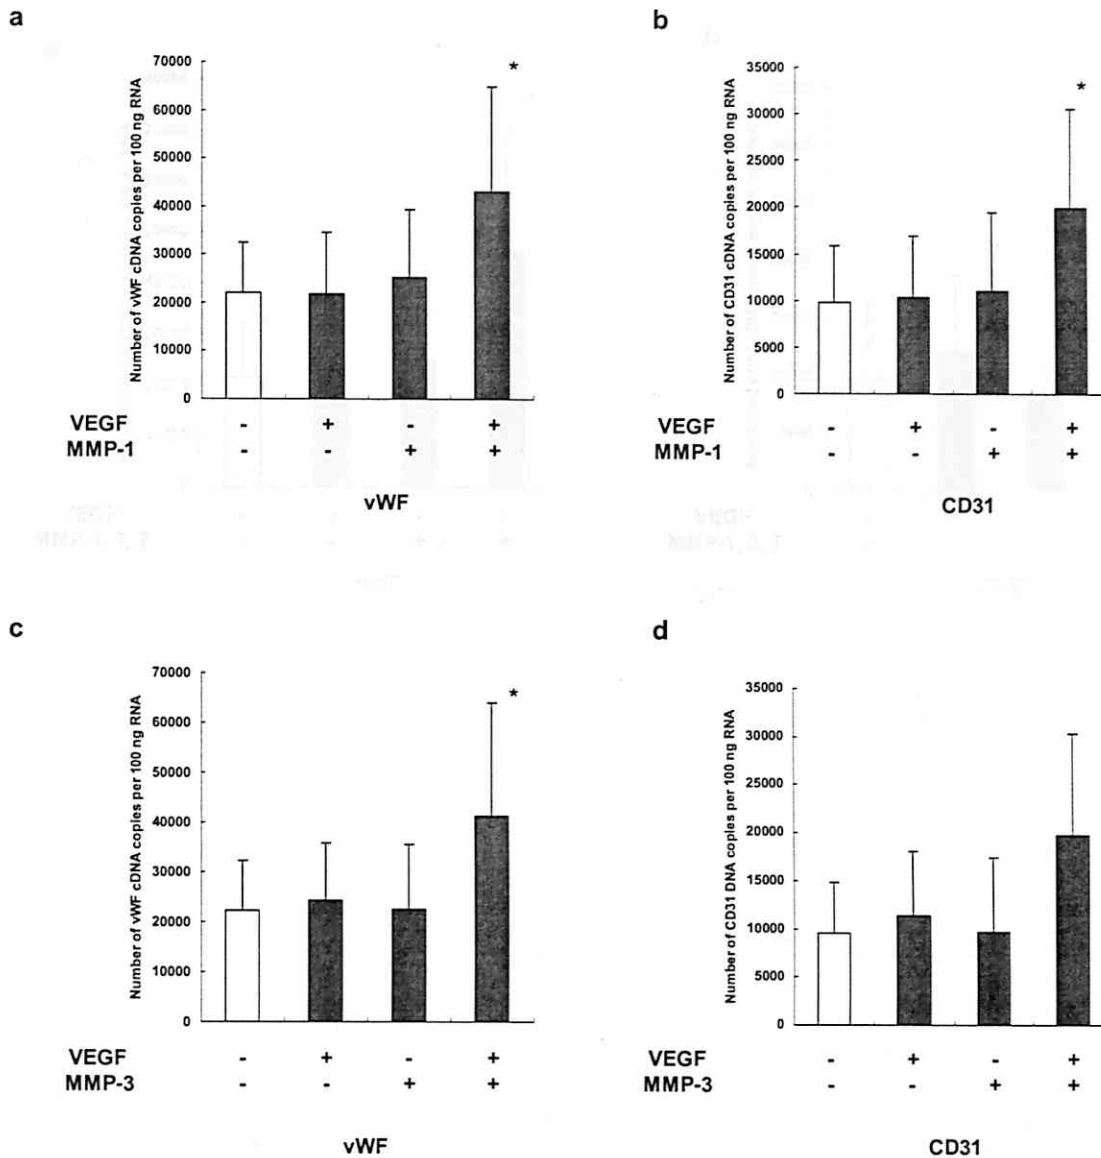 a
Number of vWF cDNA copies per 100 ng RNA
70000
60000
50000
40000
30000
20000
10000
0
*
VEGF - + - +
MMP-1 - - + +
vWF
b
Number of CD31 cDNA copies per 100 ng RNA
35000
30000
25000
20000
15000
10000
5000
0
*
VEGF - + - +
MMP-1 - - + +
CD31
c
Number of vWF cDNA copies per 100 ng RNA
70000
60000
50000
40000
30000
20000
10000
0
*
VEGF - + - +
MMP-3 - - + +
vWF
d
Number of CD31 DNA copies per 100 ng RNA
35000
30000
25000
20000
15000
10000
5000
0
VEGF - + - +
MMP-3 - - + +
CD31